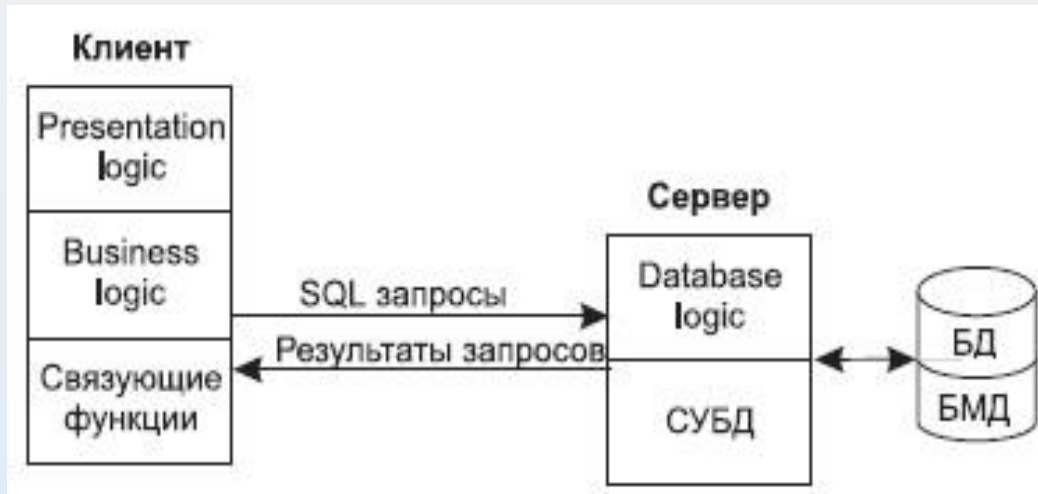 Клиент
Presentation
logic
Business
logic
Связующие
функции
SQL запросы
Результаты запросов
Сервер
Database
logic
СУБД
БД
БМД